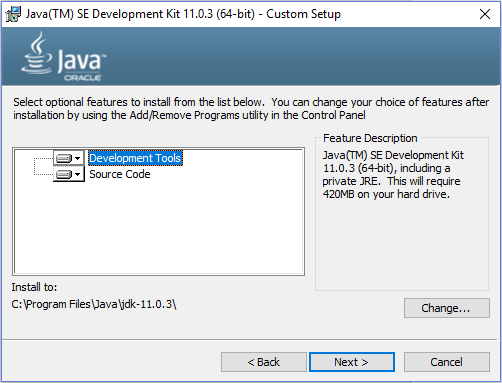 Java(TM) SE Development Kit 11.0.3 (64-bit) - Custom Setup
Java™
ORACLE
Select optional features to install from the list below. You can change your choice of features after
installation by using the Add/Remove Programs utility in the Control Panel
Development Tools
Source Code
Feature Description
Java(TM) SE Development Kit
11.0.3 (64-bit), including a
private JRE. This will require
420MB on your hard drive.
Install to:
C:\Program Files\Java\jdk-11.0.3\
Change...
< Back
Next >
Cancel